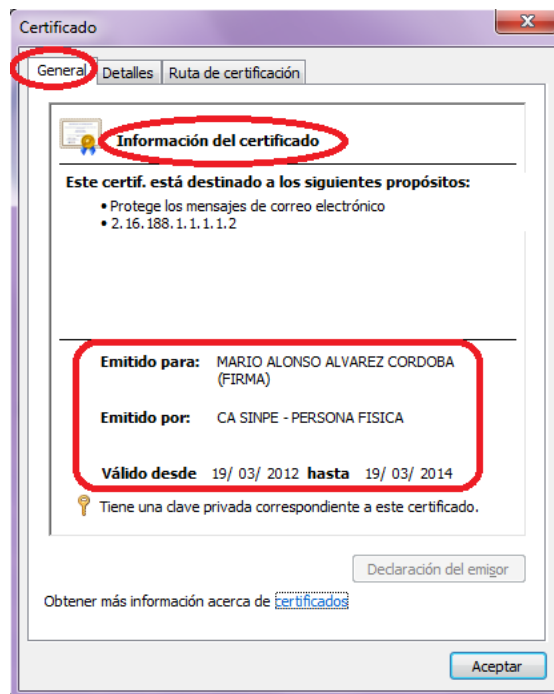 Certificado
General Detalles Ruta de certificación
Información del certificado
Este certif. está destinado a los siguientes propósitos:
• Protege los mensajes de correo electrónico
• 2.16.188.1.1.1.1.2
Emitido para: MARIO ALONSO ALVAREZ CORDOBA
(FIRMA)
Emitido por: CA SINPE - PERSONA FISICA
Válido desde 19/ 03/ 2012 hasta 19/ 03/ 2014
Tiene una clave privada correspondiente a este certificado.
Declaración del emisor
Obtener más información acerca de certificados
Aceptar